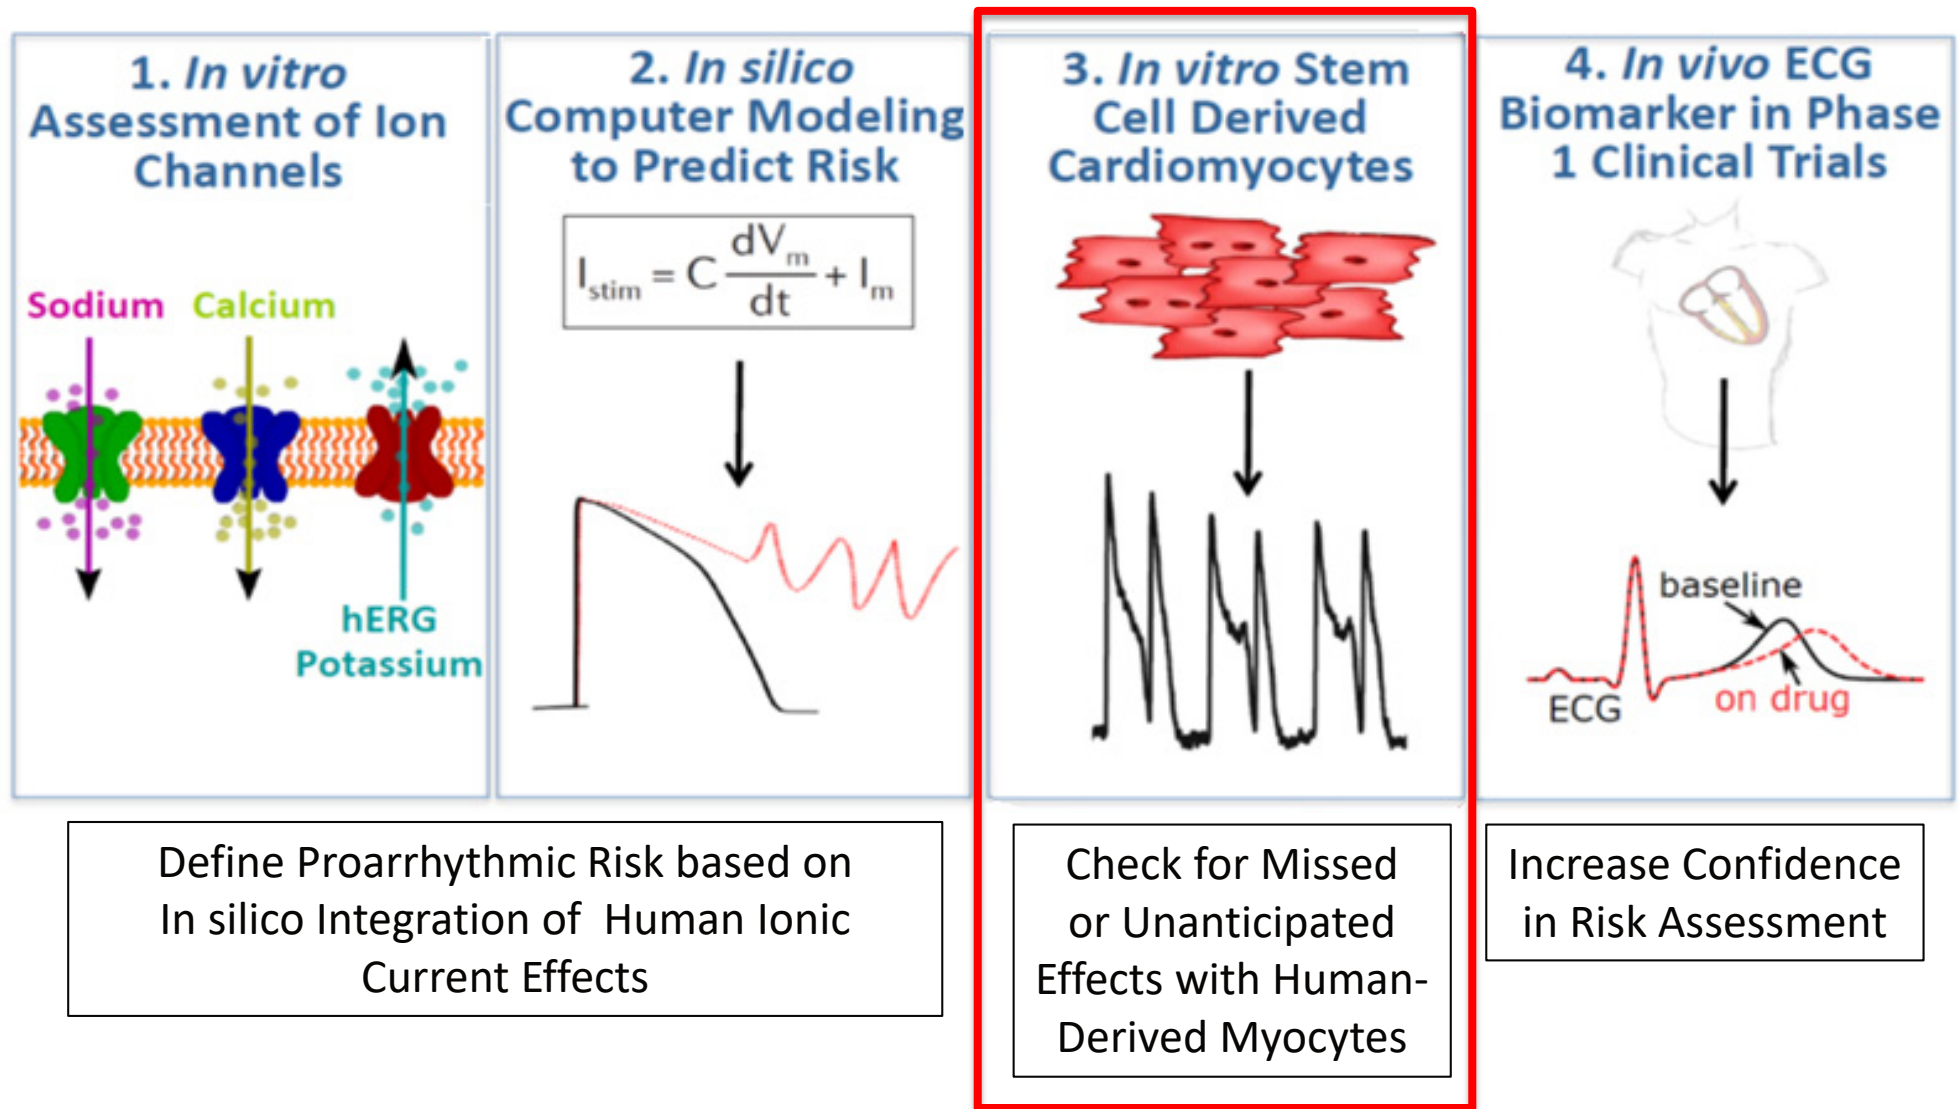 1. In vitro
Assessment of Ion
Channels
Sodium Calcium
hERG
Potassium
2. In silico
Computer Modeling
to Predict Risk
I_stim = C dV_m/dt + I_m
3. In vitro Stem
Cell Derived
Cardiomyocytes
4. In vivo ECG
Biomarker in Phase
1 Clinical Trials
baseline
on drug
ECG
Define Proarrhythmic Risk based on
In silico Integration of Human Ionic
Current Effects
Check for Missed
or Unanticipated
Effects with Human-
Derived Myocytes
Increase Confidence
in Risk Assessment